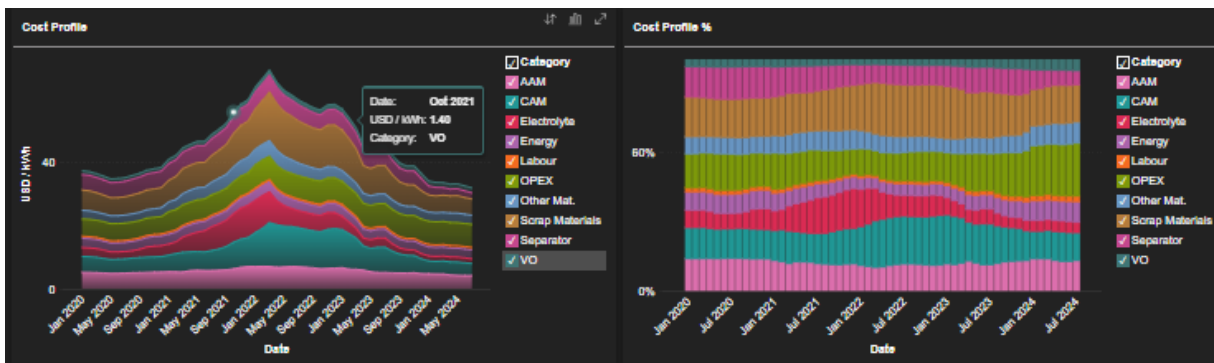 Cost Profile
USD / kWh
40
0
Jan 2020
May 2020
Sep 2020
Jan 2021
May 2021
Sep 2021
Jan 2022
May 2022
Sep 2022
Jan 2023
May 2023
Sep 2023
Jan 2024
May 2024
Date
Date: Oct 2021
USD / kWh: 1.40
Category: VO
Category
AAM
CAM
Electrolyte
Energy
Labour
OPEX
Other Mat.
Scrap Materials
Separator
VO
Cost Profile %
50%
0%
Jan 2020
Jul 2020
Jan 2021
Jul 2021
Jan 2022
Jul 2022
Jan 2023
Jul 2023
Jan 2024
Jul 2024
Date
Category
AAM
CAM
Electrolyte
Energy
Labour
OPEX
Other Mat.
Scrap Materials
Separator
VO